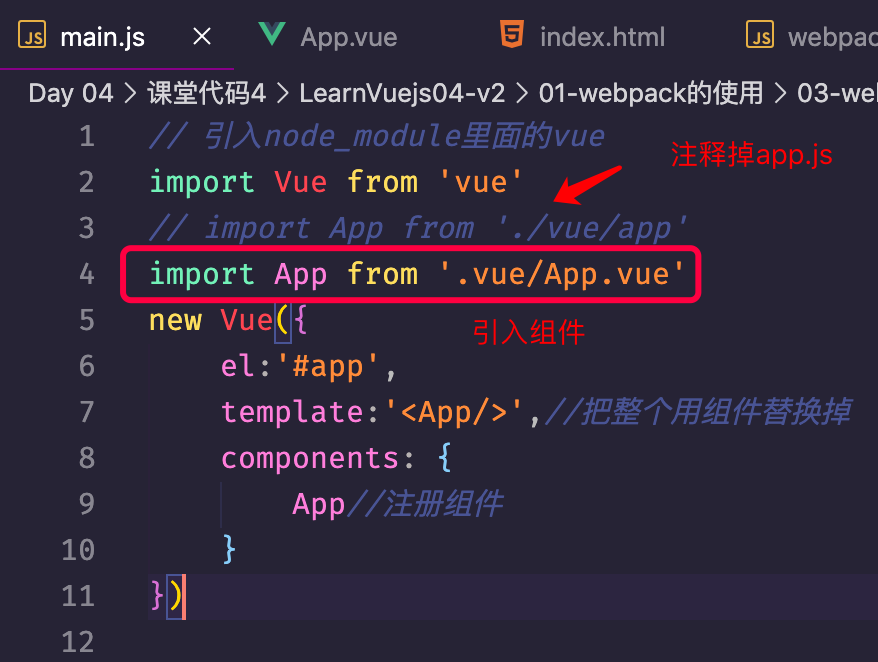 JS main.js × App.vue 5 index.html JS webpac
Day 04 > 课堂代码4 > LearnVuejs04-v2 > 01-webpack的使用 > 03-we
1 // 引入node_module里面的vue
注释掉app.js
2 import Vue from 'vue'
3 // import App from './vue/app'
4 import App from '.vue/App.vue'
5 new Vue({
引入组件
6 el:'#app',
7 template:'<App/>',//把整个用组件替换掉
8 components: {
9 App//注册组件
10 }
11 })
12